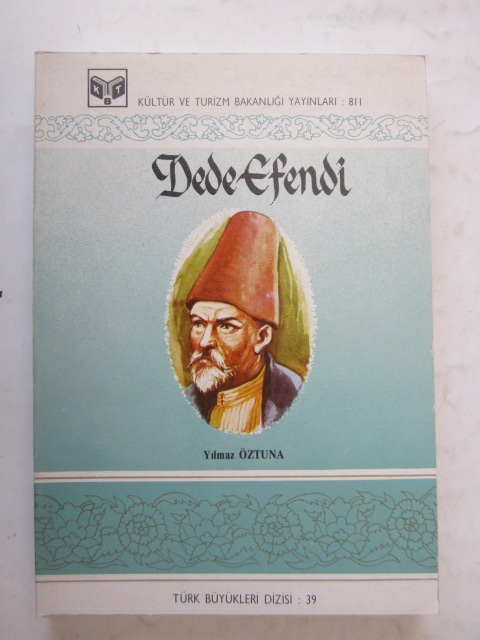 K T
B
KÜLTÜR VE TURİZM BAKANLIĞI YAYINLARI : 811
Dede Efendi
Yılmaz ÖZTUNA
TÜRK BÜYÜKLERİ DİZİSİ : 39